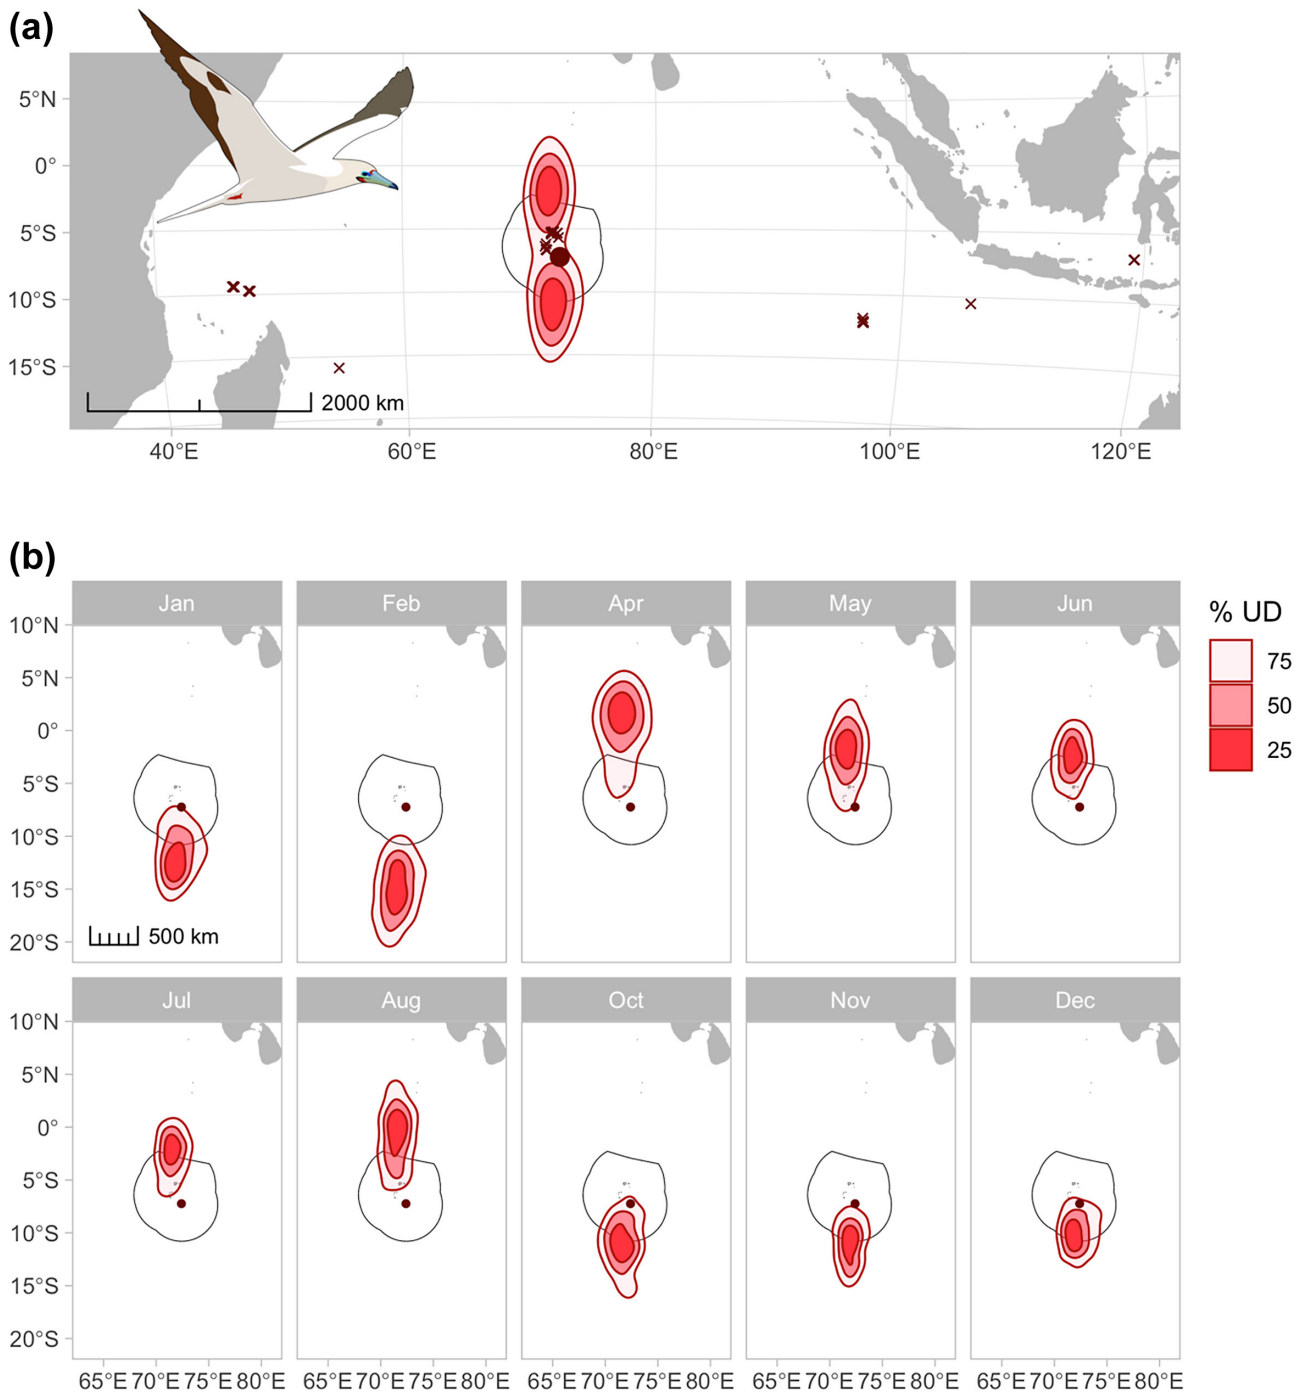 (a)
5°N
0°
5°S
10°S
15°S
2000 km
40°E 60°E 80°E 100°E 120°E
(b)
Jan Feb Apr May Jun
% UD
75
50
25
10°N
5°N
0°
5°S
10°S
15°S
20°S
500 km
Jul Aug Oct Nov Dec
10°N
5°N
0°
5°S
10°S
15°S
20°S
65°E 70°E 75°E 80°E 65°E 70°E 75°E 80°E 65°E 70°E 75°E 80°E 65°E 70°E 75°E 80°E 65°E 70°E 75°E 80°E